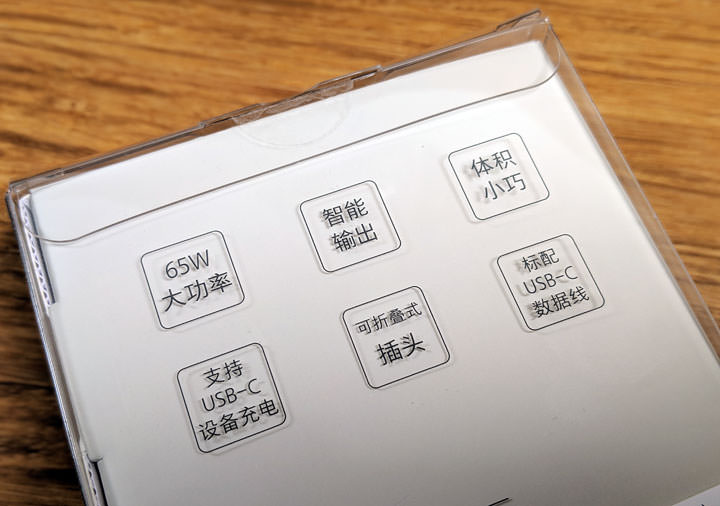 65W
大功率
智能
输出
体积
小巧
支持
USB-C
设备充电
可折叠式
插头
标配
USB-C
数据线